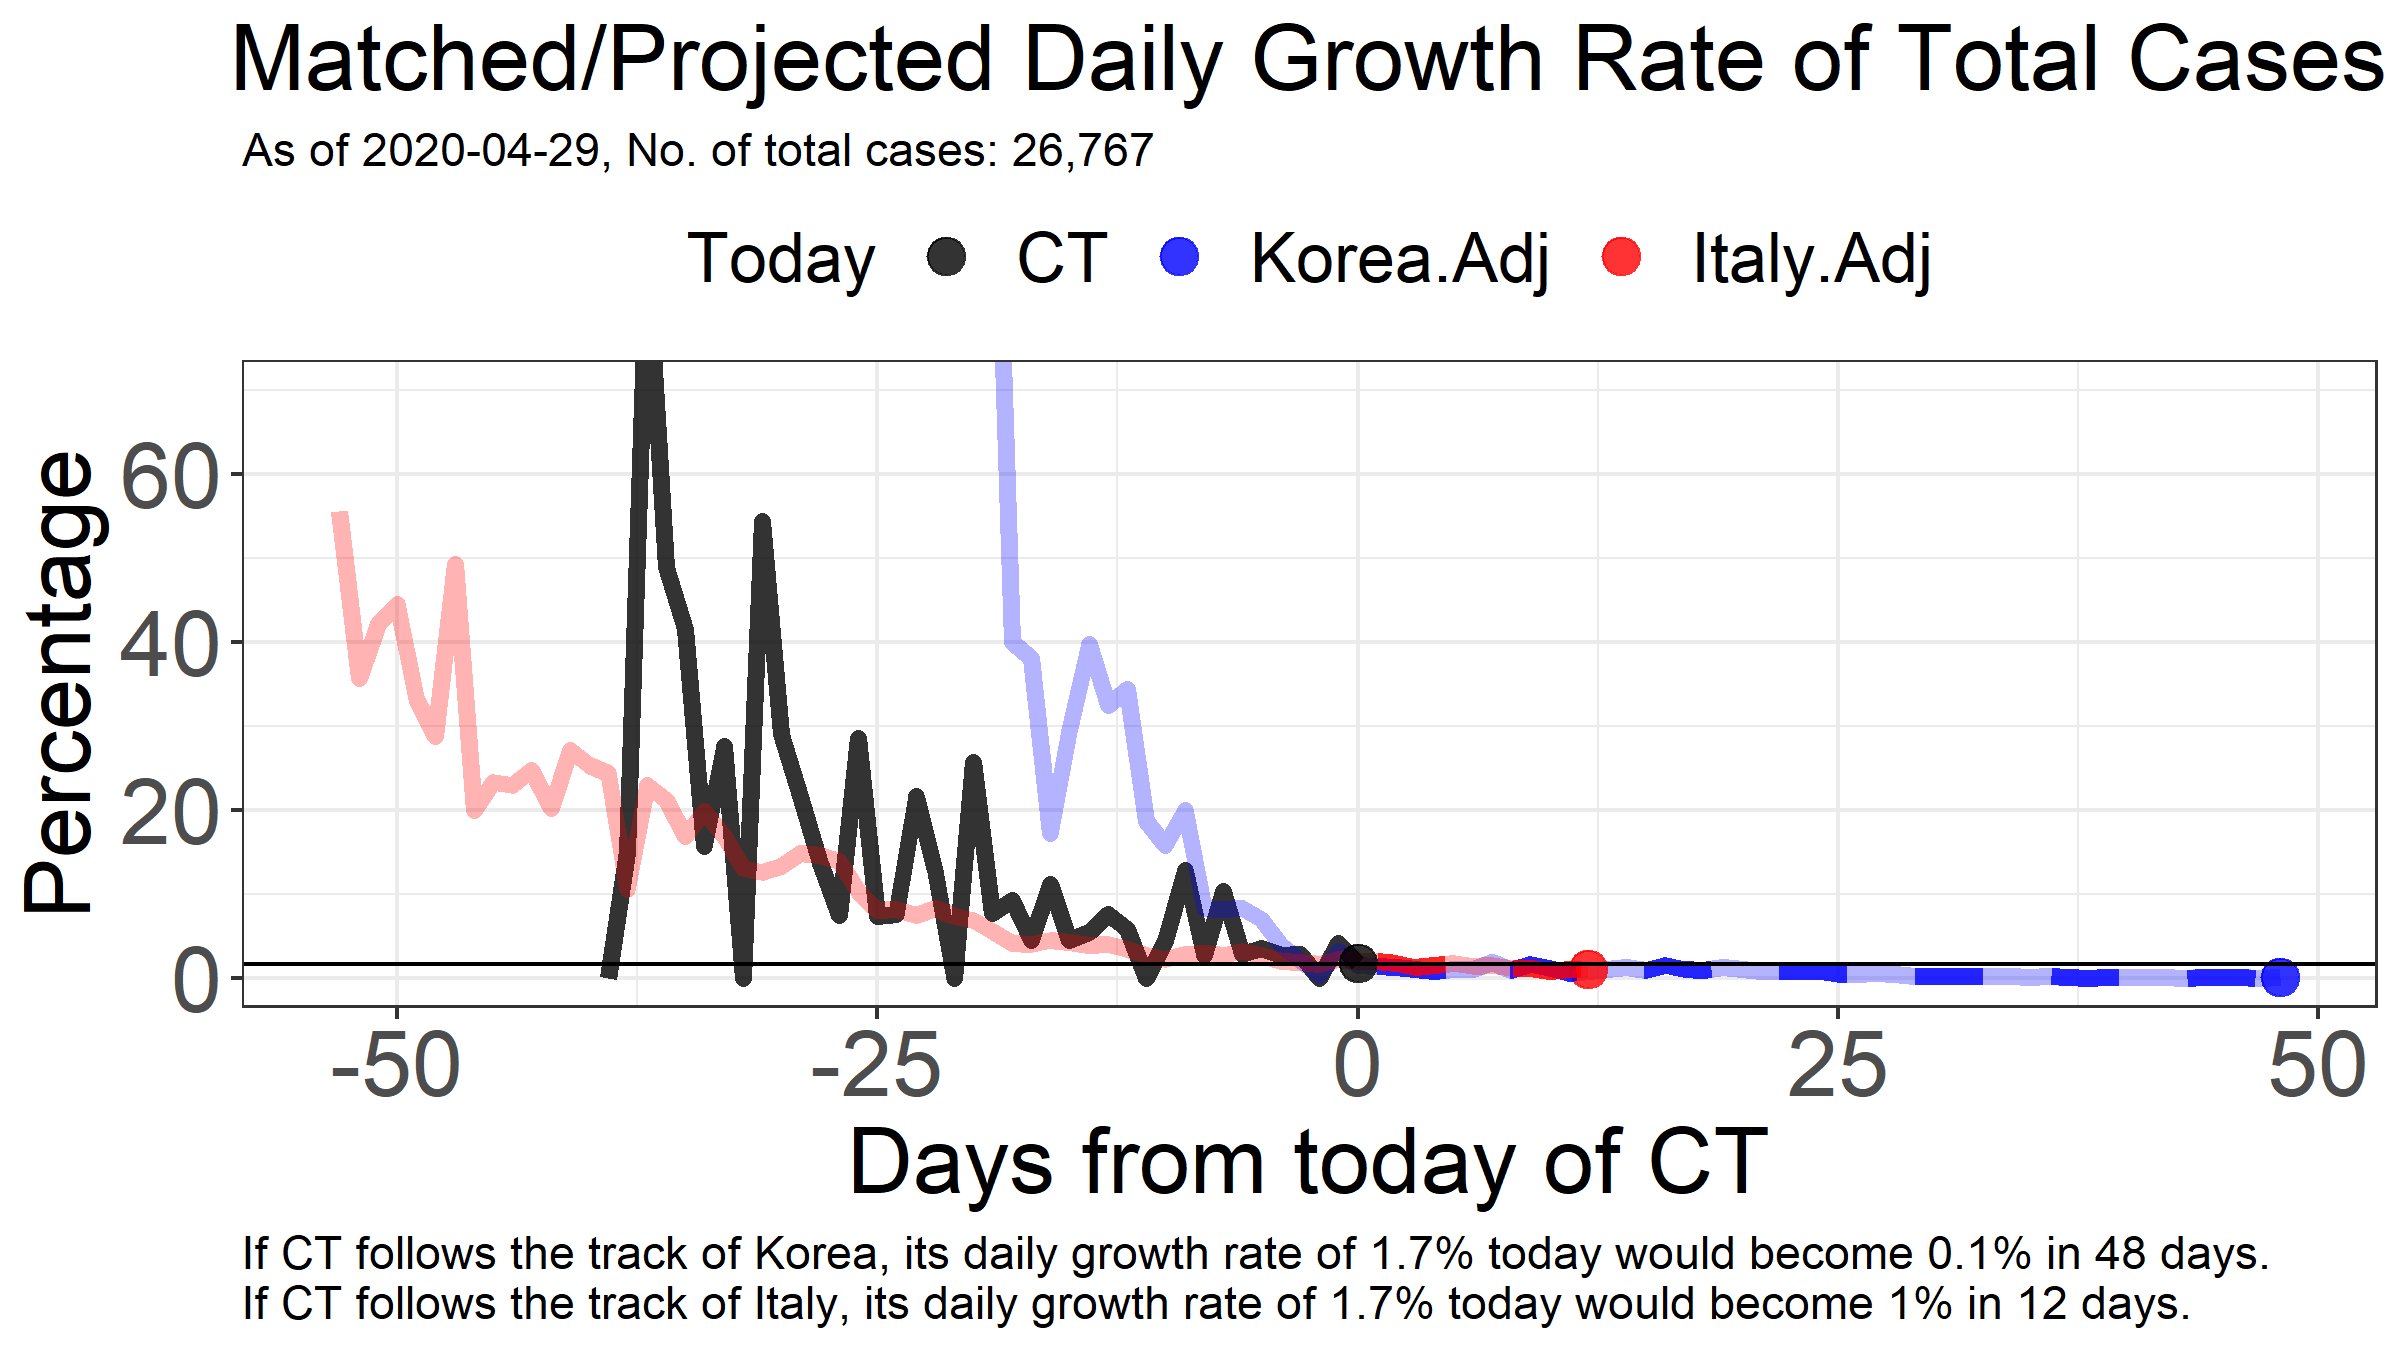 Matched/Projected Daily Growth Rate of Total Cases
As of 2020-04-29, No. of total cases: 26,767
Today CT Korea.Adj Italy.Adj
Percentage
60
40
20
0
-50 -25 0 25 50
Days from today of CT
If CT follows the track of Korea, its daily growth rate of 1.7% today would become 0.1% in 48 days.
If CT follows the track of Italy, its daily growth rate of 1.7% today would become 1% in 12 days.